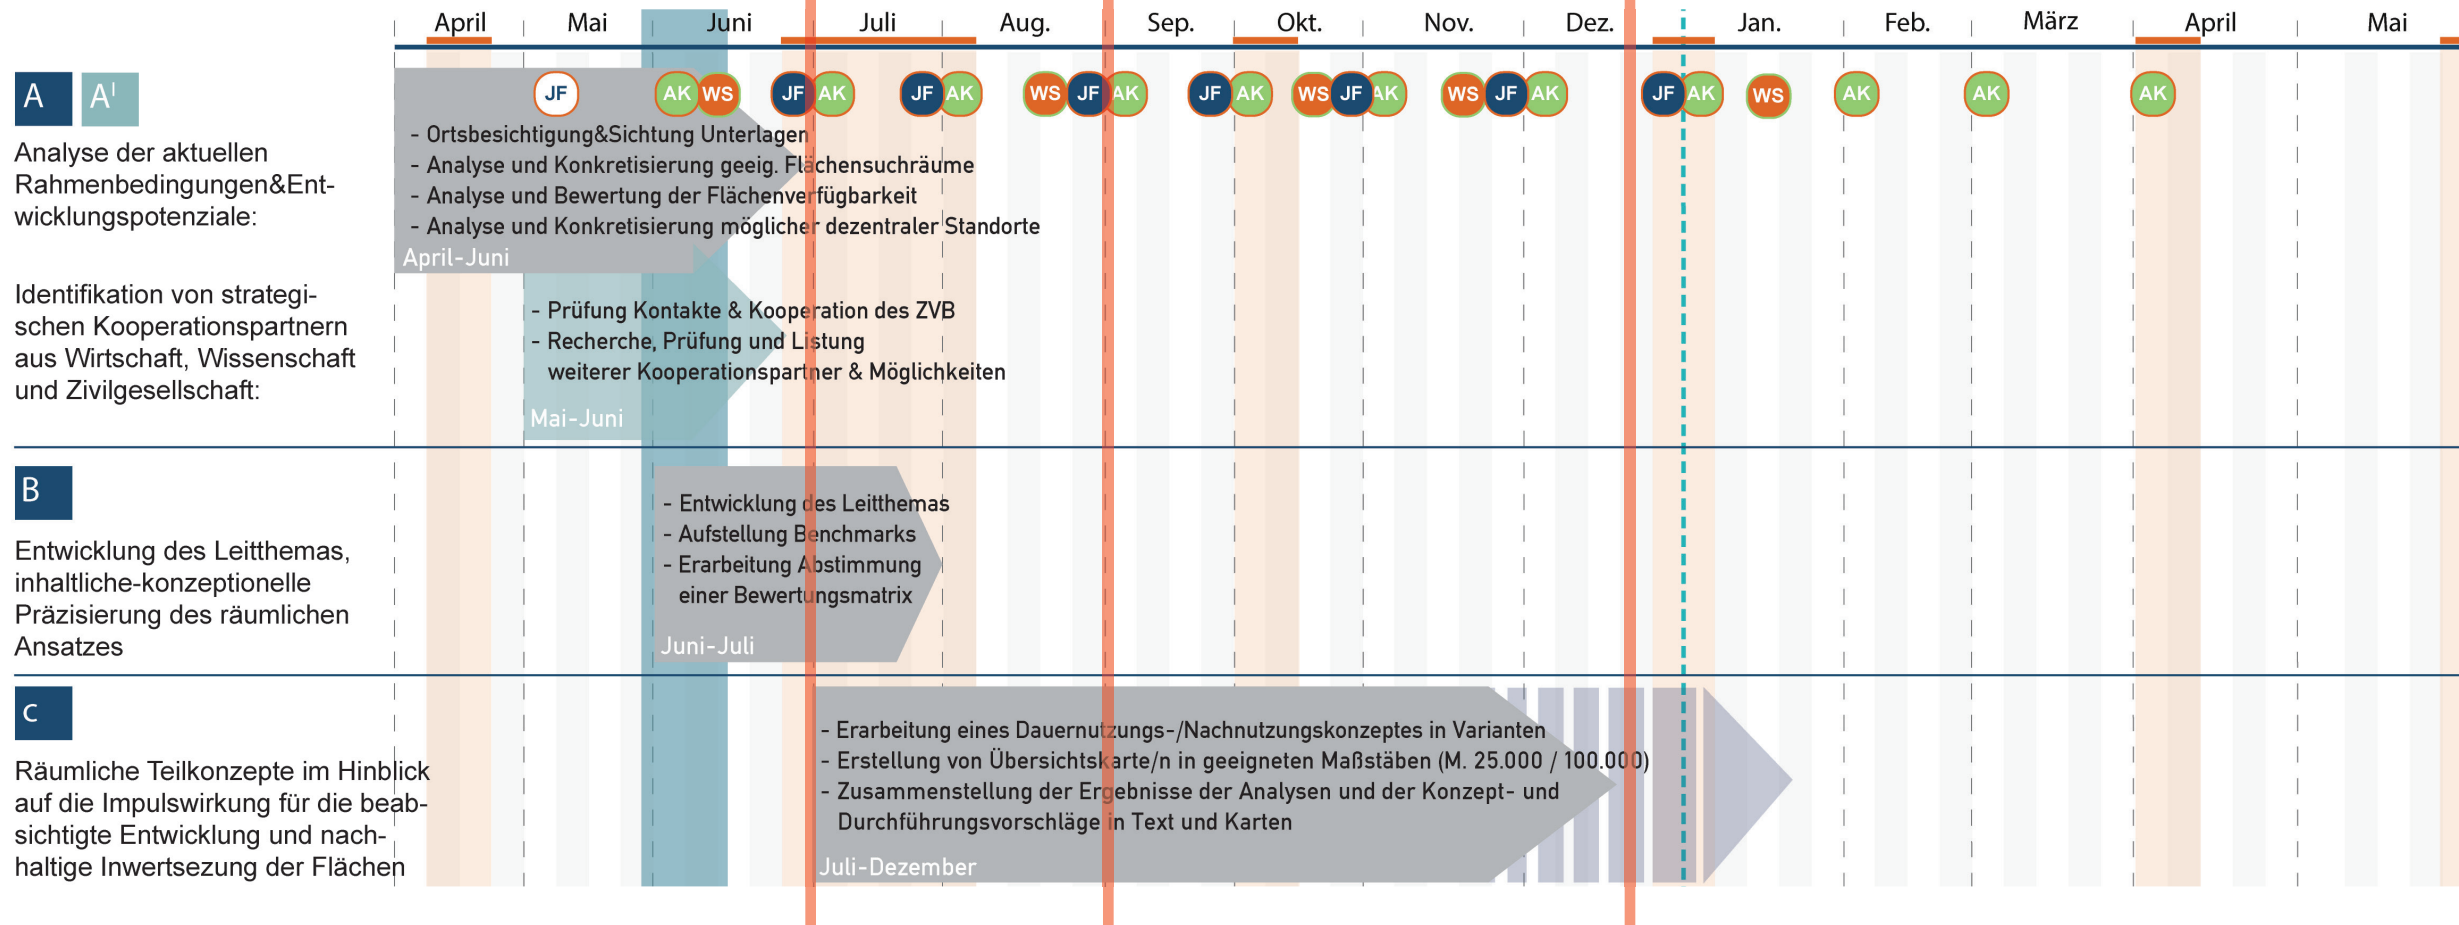 April Mai Juni Juli Aug. Sep. Okt. Nov. Dez. Jan. Feb. März April Mai
A A'
JF AK WS JF AK JF AK WS JF AK JF AK WS JF AK WS JF AK JF AK WS AK AK AK
Analyse der aktuellen
Rahmenbedingungen&Ent-
wicklungspotenziale:
- Ortsbesichtigung&Sichtung Unterlagen
- Analyse und Konkretisierung geeig. Flächensuchräume
- Analyse und Bewertung der Flächenverfügbarkeit
- Analyse und Konkretisierung möglicher dezentraler Standorte
April-Juni
Identifikation von strategi-
schen Kooperationspartnern
aus Wirtschaft, Wissenschaft
und Zivilgesellschaft:
- Prüfung Kontakte & Kooperation des ZVB
- Recherche, Prüfung und Listung
weiterer Kooperationspartner & Möglichkeiten
Mai-Juni
B
Entwicklung des Leitthemas,
inhaltliche-konzeptionelle
Präzisierung des räumlichen
Ansatzes
- Entwicklung des Leitthemas
- Aufstellung Benchmarks
- Erarbeitung Abstimmung
einer Bewertungsmatrix
Juni-Juli
C
Räumliche Teilkonzepte im Hinblick
auf die Impulswirkung für die beab-
sichtigte Entwicklung und nach-
haltige Inwertsezung der Flächen
- Erarbeitung eines Dauernutzungs-/Nachnutzungskonzeptes in Varianten
- Erstellung von Übersichtskarte/n in geeigneten Maßstäben (M. 25.000 / 100.000)
- Zusammenstellung der Ergebnisse der Analysen und der Konzept- und
Durchführungsvorschläge in Text und Karten
Juli-Dezember